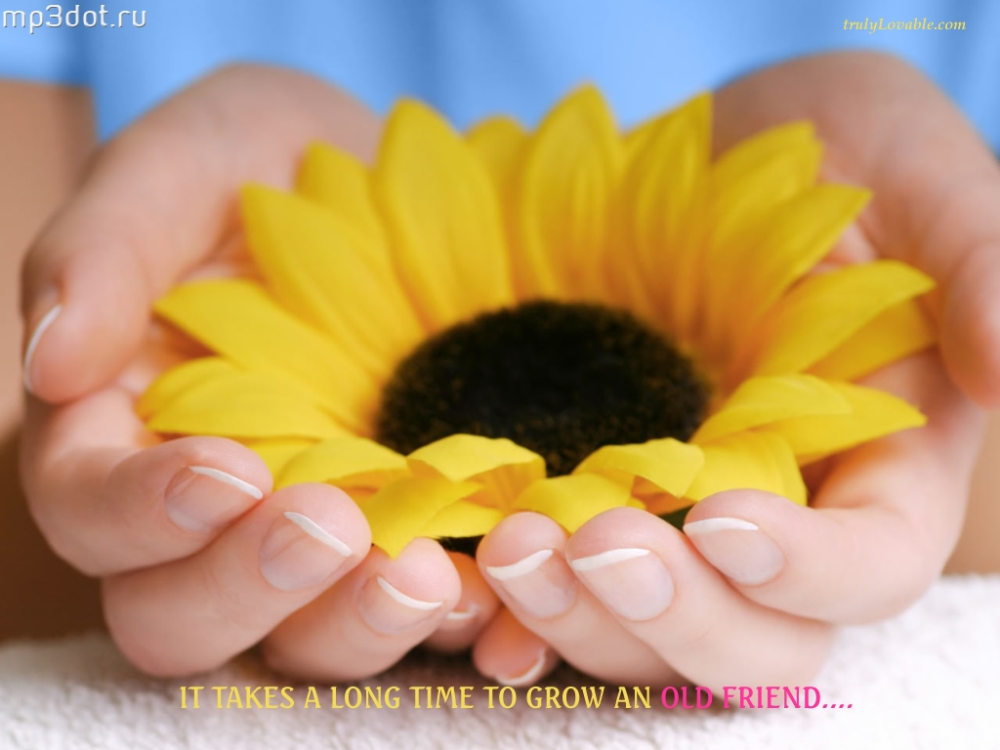 mp3dot.ru
trulyLovable.com
IT TAKES A LONG TIME TO GROW AN OLD FRIEND....